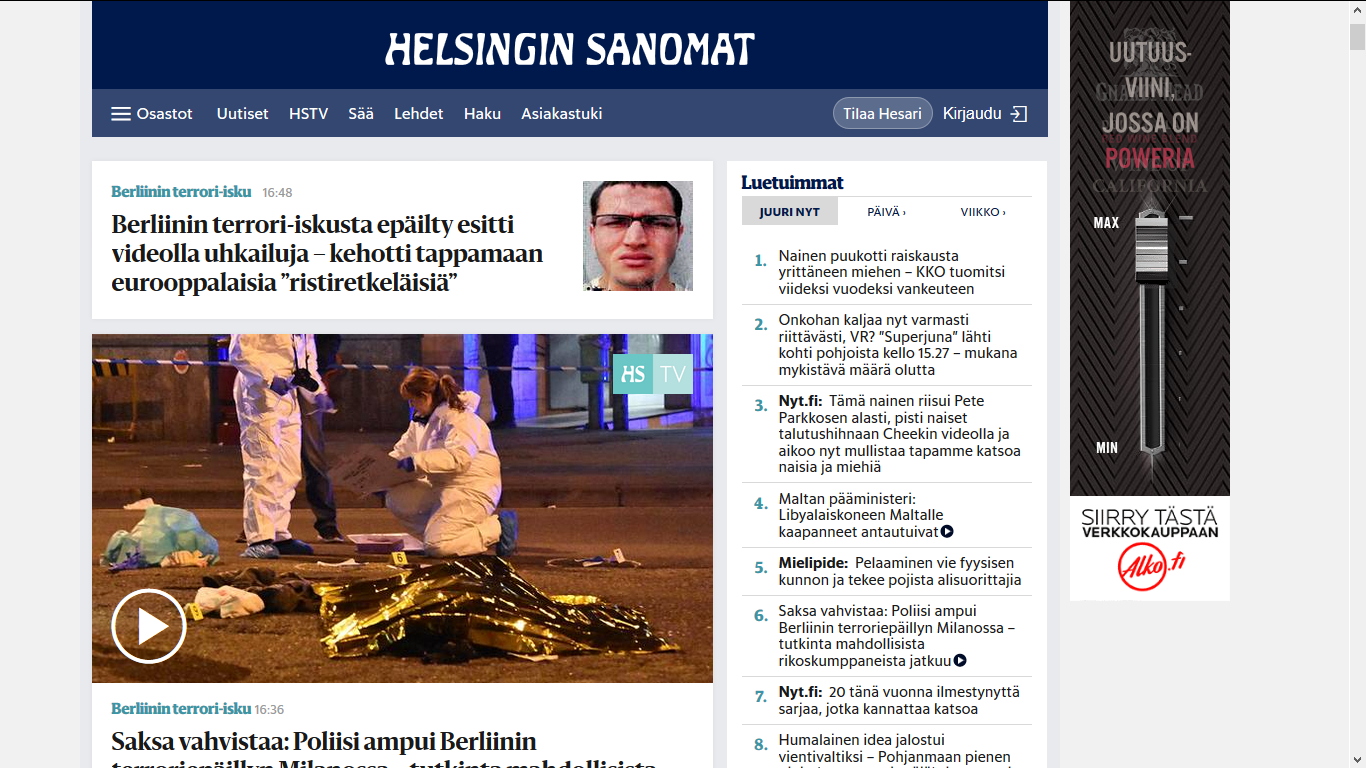 HELSINGIN SANOMAT
Osastot Uutiset HSTV Sää Lehdet Haku Asiakastuki Tilaa Hesari Kirjaudu
Berliinin terrori-isku 16:48
Berliinin terrori-iskusta epäilty esitti
videolla uhkailuja – kehotti tappamaan
eurooppalaisia ”ristiretkeläisiä”
HS TV
6
Berliinin terrori-isku 16:36
Saksa vahvistaa: Poliisi ampui Berliinin
terroriepäillyn Milanossa – tutkinta mahdollisista
Luetuimmat
JUURI NYT PÄIVÄ › VIIKKO ›
1. Nainen puukotti raiskausta
yrittäneen miehen – KKO tuomitsi
viideksi vuodeksi vankeuteen
2. Onkohan kaljaa nyt varmasti
riittävästi, VR? ”Superjuna” lähti
kohti pohjoista kello 15.27 – mukana
mykistävä määrä olutta
3. Nyt.fi: Tämä nainen riisui Pete
Parkkosen alasti, pisti naiset
talutushihnaan Cheekin videolla ja
aikoo nyt mullistaa tapamme katsoa
naisia ja miehiä
4. Maltan pääministeri:
Libyalaiskoneen Maltalle
kaapanneet antautuivat
5. Mielipide: Pelaaminen vie fyysisen
kunnon ja tekee pojista alisuorittajia
6. Saksa vahvistaa: Poliisi ampui
Berliinin terroriepäillyn Milanossa –
tutkinta mahdollisista
rikoskumppaneista jatkuu
7. Nyt.fi: 20 tänä vuonna ilmestynyttä
sarjaa, jotka kannattaa katsoa
8. Humalainen idea jalostui
vientivaltiksi – Pohjanmaan pienen
UUTUUS-
VIINI,
JOSSA ON
POWERIA
RED WINE BLEND
CALIFORNIA
MAX
MIN
SIIRRY TÄSTÄ
VERKKOKAUPPAAN
Alko.fi